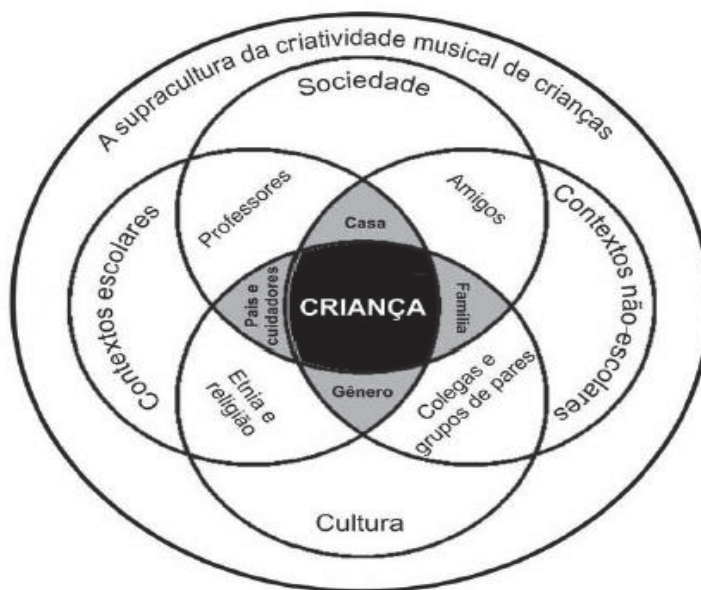 A supracultura da criatividade musical de crianças
Sociedade
Professores
Amigos
Contextos escolares
Casa
Contextos não-escolares
Pais e
cuidadores
CRIANÇA
Família
Etnia e
religião
Gênero
Colegas e
grupos de pares
Cultura